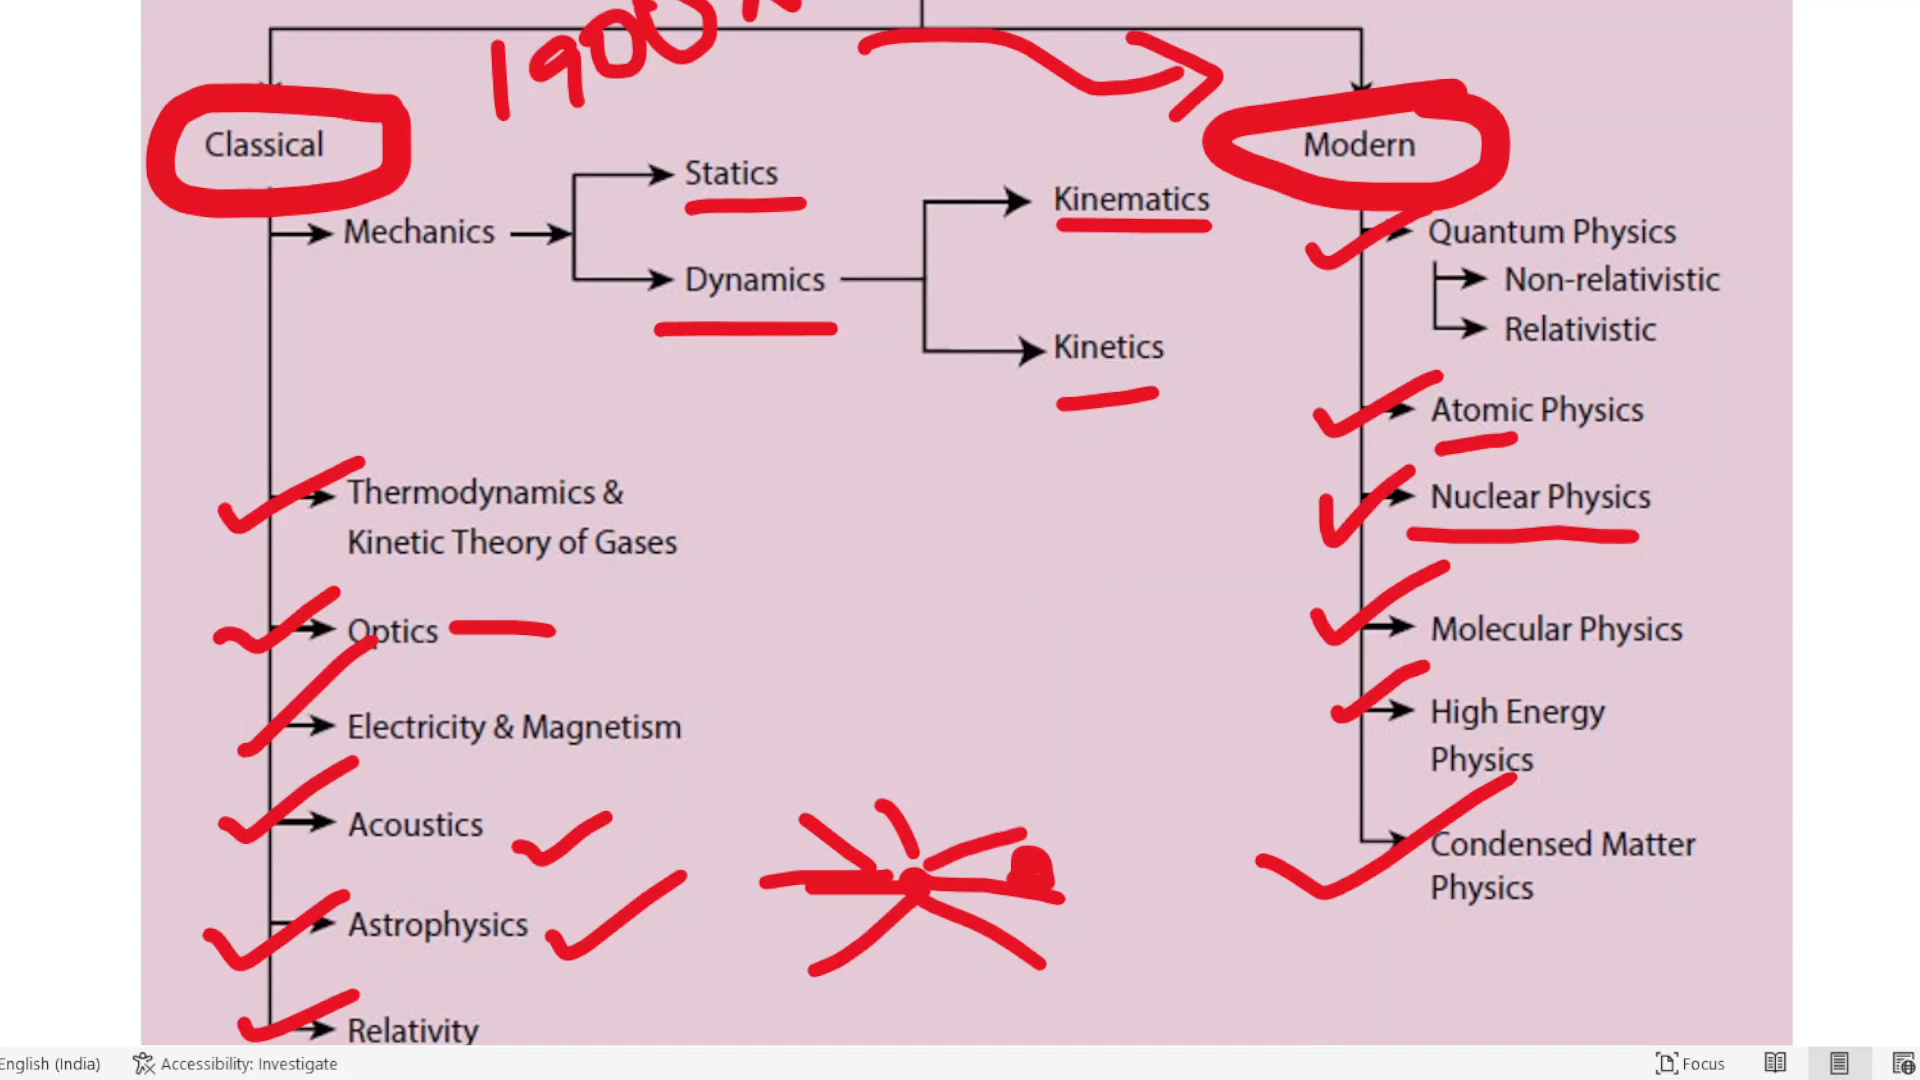 1900
Classical
Modern
Mechanics
Statics
Dynamics
Kinematics
Kinetics
Thermodynamics &
Kinetic Theory of Gases
Optics
Electricity & Magnetism
Acoustics
Astrophysics
Relativity
Quantum Physics
Non-relativistic
Relativistic
Atomic Physics
Nuclear Physics
Molecular Physics
High Energy
Physics
Condensed Matter
Physics
English (India)
Accessibility: Investigate
Focus